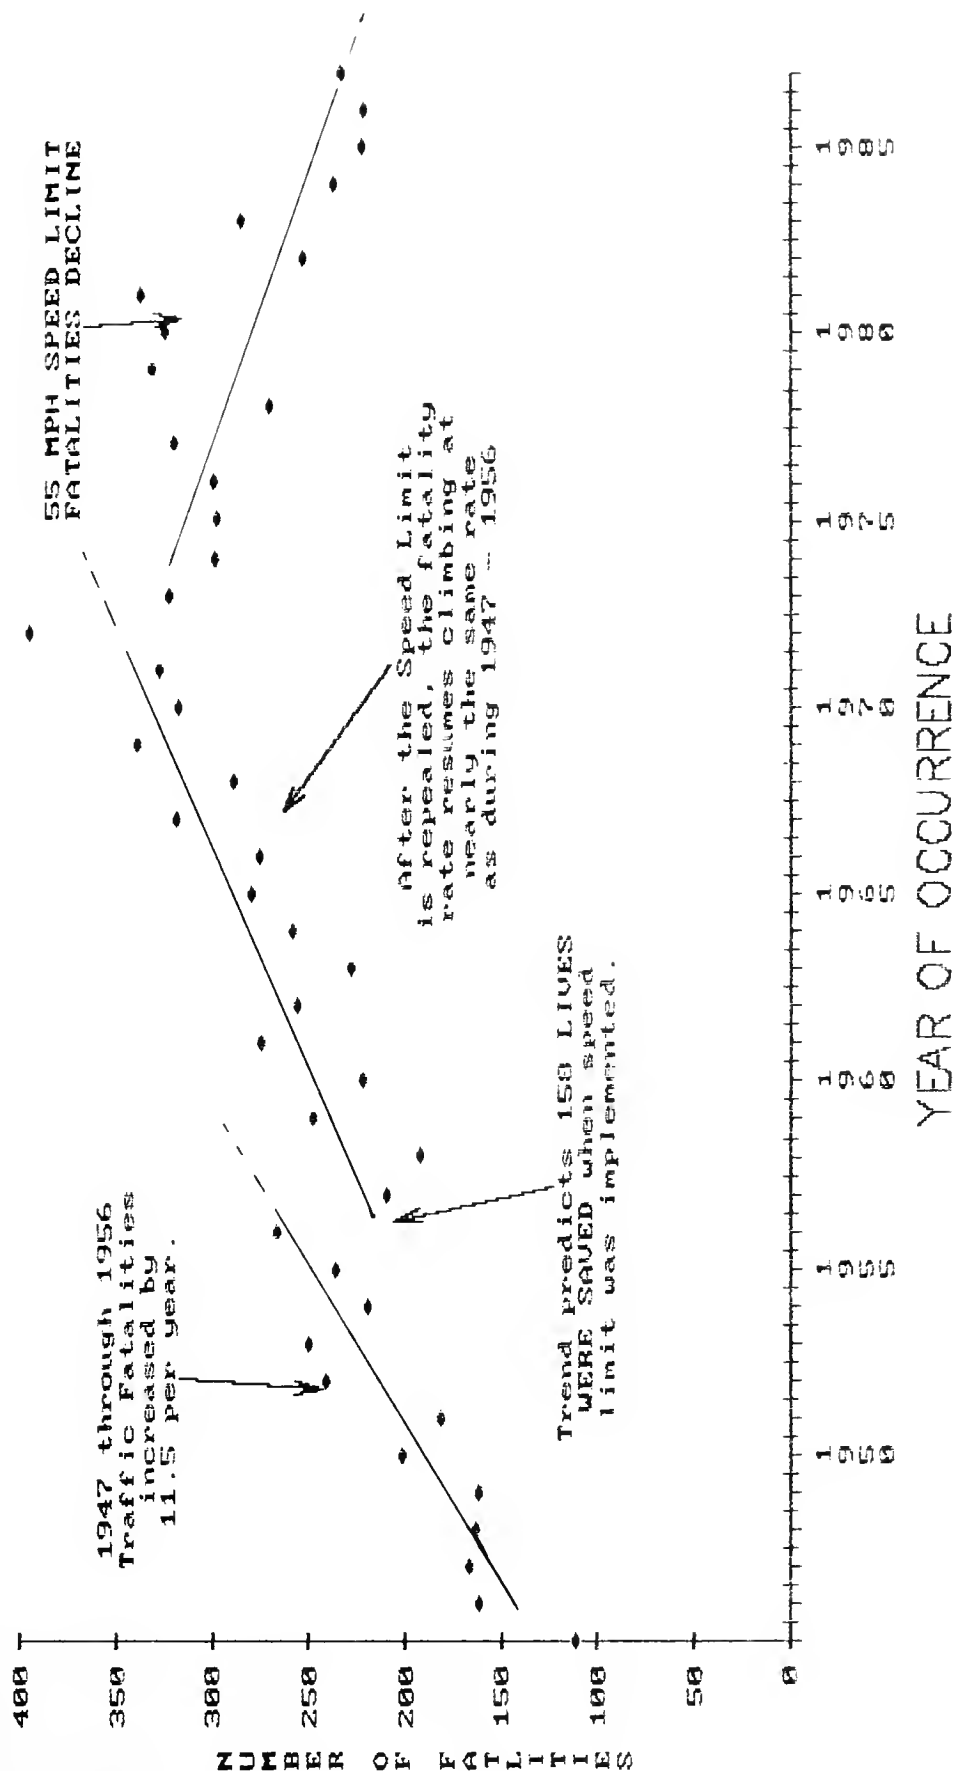 55 MPH SPEED LIMIT
FATALITIES DECLINE
1947 through 1956
Traffic Fatalities
increased by
11.5 per year.
After the Speed Limit
is repealed, the fatality
rate resumes climbing at
nearly the same rate
as during 1947 - 1956
Trend predicts 158 LIVES
WERE SAVED when speed
limit was implemented.
NUMBER OF FATLITIES
400
350
300
250
200
150
100
50
0
1950
1955
1960
1965
1970
1975
1980
1985
YEAR OF OCCURRENCE